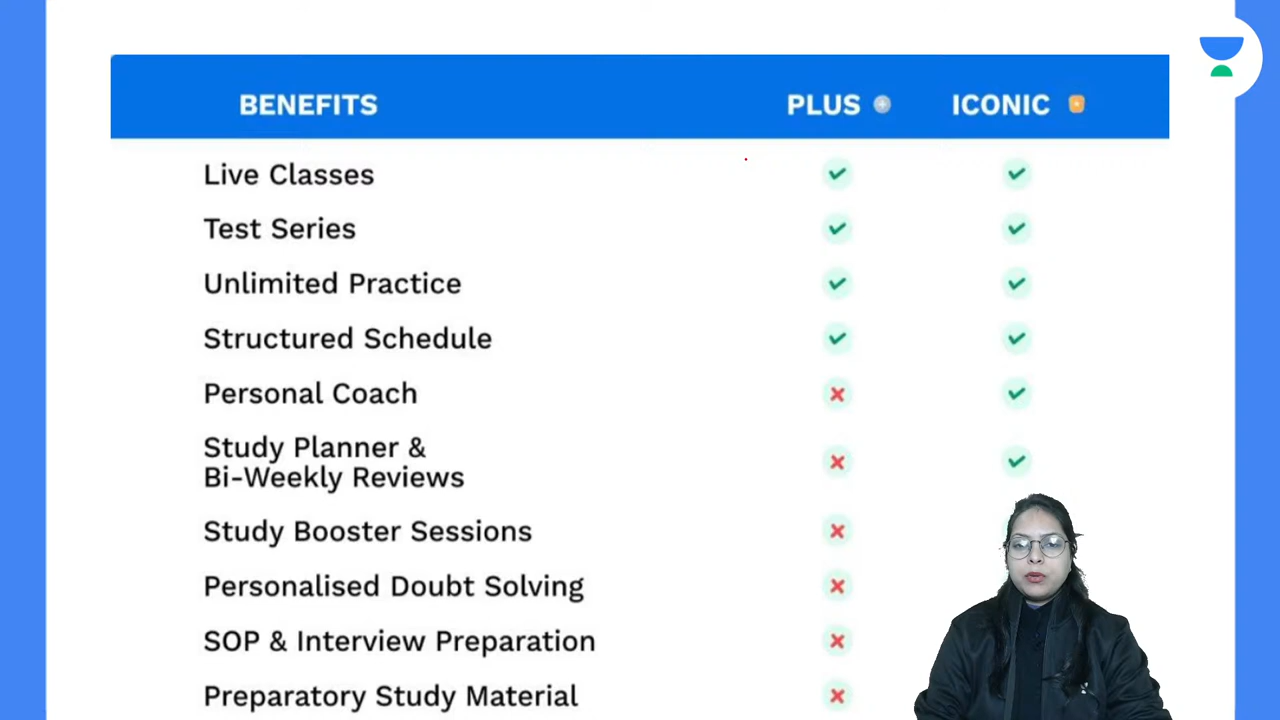 BENEFITS PLUS ICONIC
Live Classes
Test Series
Unlimited Practice
Structured Schedule
Personal Coach
Study Planner &
Bi-Weekly Reviews
Study Booster Sessions
Personalised Doubt Solving
SOP & Interview Preparation
Preparatory Study Material